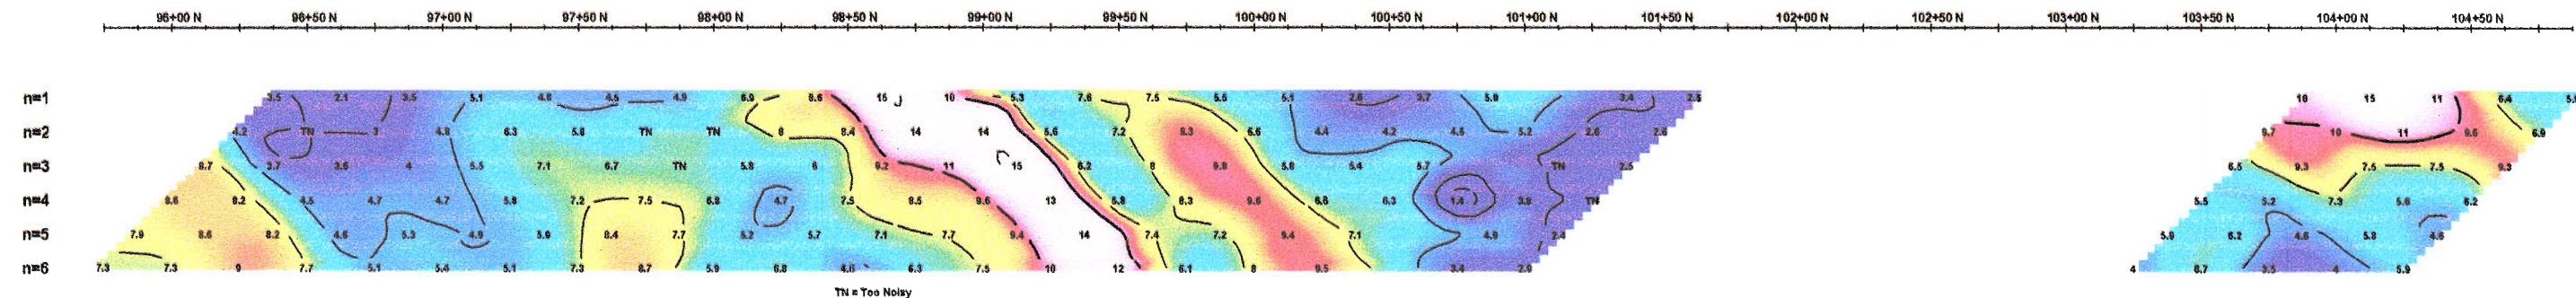 96+00 N 96+50 N 97+00 N 97+50 N 98+00 N 98+50 N 99+00 N 99+50 N 100+00 N 100+50 N 101+00 N 101+50 N 102+00 N 102+50 N 103+00 N 103+50 N 104+00 N 104+50 N
n=1 3.5 2.1 3.5 5.1 4.8 4.5 4.9 6.9 8.6 15 10 5.3 7.6 7.5 5.5 5.1 2.6 3.7 5.9 3.4 2.5 15 11 6.4
n=2 4.2 TN 3 4.8 6.3 5.8 TN TN 8 8.4 14 14 5.6 7.2 8.3 6.6 4.4 4.2 4.5 5.2 2.6 2.6 9.7 10 11 9.6 6.9
n=3 8.7 3.7 3.6 4 5.5 7.1 6.7 TN 5.8 6 9.2 11 15 6.2 8 9.8 5.8 5.4 5.7 TN 2.5 6.5 9.3 7.5 7.5 9.3
n=4 8.6 8.2 4.5 4.7 4.7 5.8 7.2 7.5 6.8 4.7 7.5 8.5 9.6 13 5.8 8.3 9.6 6.8 6.3 1.4 3.8 TN 5.5 5.2 7.3 5.6 6.2
n=5 7.9 8.6 8.2 4.6 5.3 4.9 5.9 8.4 7.7 5.2 5.7 7.1 7.7 9.4 14 7.4 7.2 9.4 7.1 4.9 2.4 5.9 6.2 4.6 5.8 4.6
n=6 7.3 7.3 9 7.7 5.1 5.4 5.1 7.3 8.7 5.9 6.8 4.6 6.3 7.5 10 12 6.1 8 9.5 3.4 2.9 4 6.7 3.5 4 5.9
TN = Too Noisy